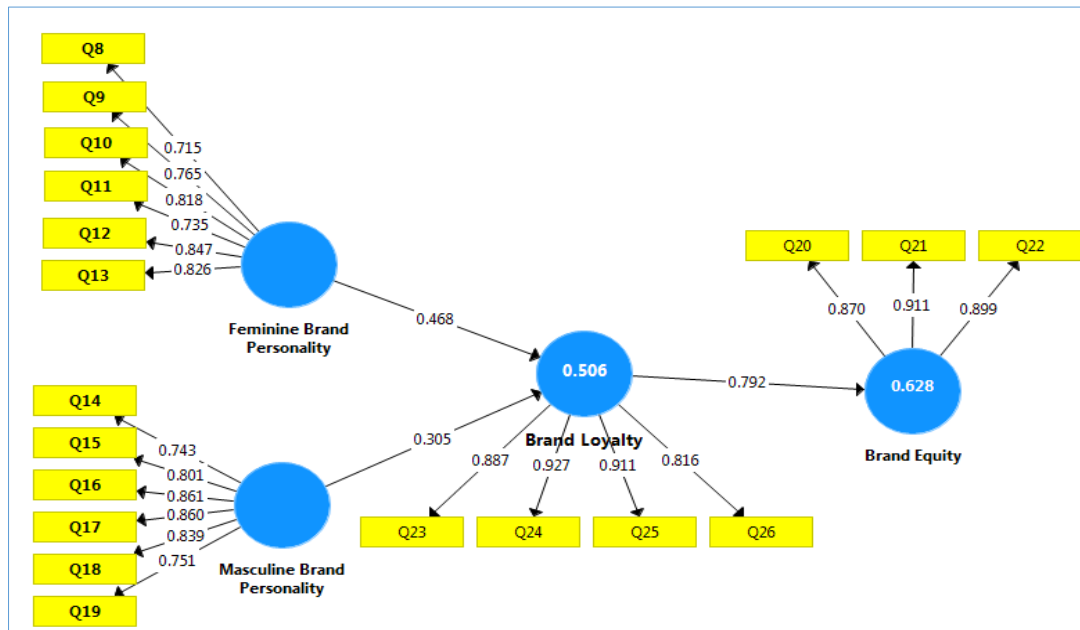 Q8
Q9
Q10
Q11
Q12
Q13
0.715
0.765
0.818
0.735
0.847
0.826
Feminine Brand
Personality
0.468
Q14
Q15
Q16
Q17
Q18
Q19
0.743
0.801
0.861
0.860
0.839
0.751
Masculine Brand
Personality
0.305
0.506
Brand Loyalty
0.887
0.927
0.911
0.816
Q23
Q24
Q25
Q26
0.792
Q20
Q21
Q22
0.870
0.911
0.899
0.628
Brand Equity